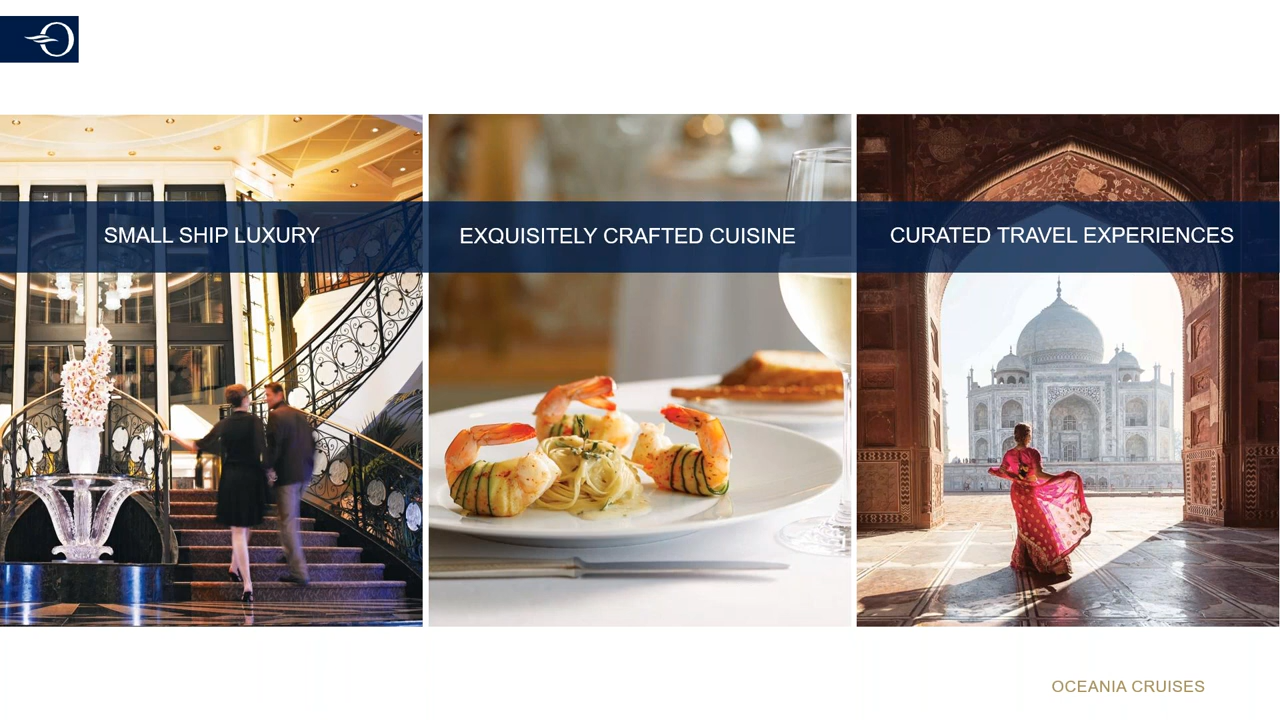 SMALL SHIP LUXURY
EXQUISITELY CRAFTED CUISINE
CURATED TRAVEL EXPERIENCES
OCEANIA CRUISES